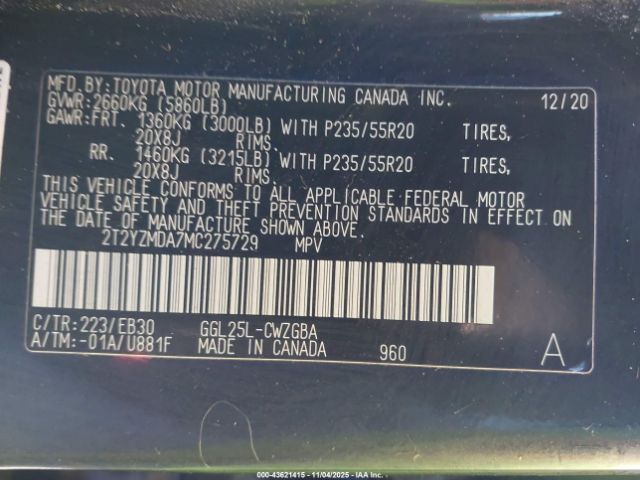 MFD.BY:TOYOTA MOTOR MANUFACTURING CANADA INC. 12/20
GVWR:2660KG (5860LB)
GAWR:FRT. 1360KG (3000LB) WITH P235/55R20 TIRES,
20X8J RIMS.
RR. 1460KG (3215LB) WITH P235/55R20 TIRES,
20X8J RIMS.
THIS VEHICLE CONFORMS TO ALL APPLICABLE FEDERAL MOTOR
VEHICLE SAFETY AND THEFT PREVENTION STANDARDS IN EFFECT ON
THE DATE OF MANUFACTURE SHOWN ABOVE.
2T2YZMDA7MC275729 MPV
C/TR:223/EB30 GGL25L-CWZGBA
A/TM:-01A/U881F MADE IN CANADA 960 A
000-43621415 - 11/04/2025 - IAAI.CA